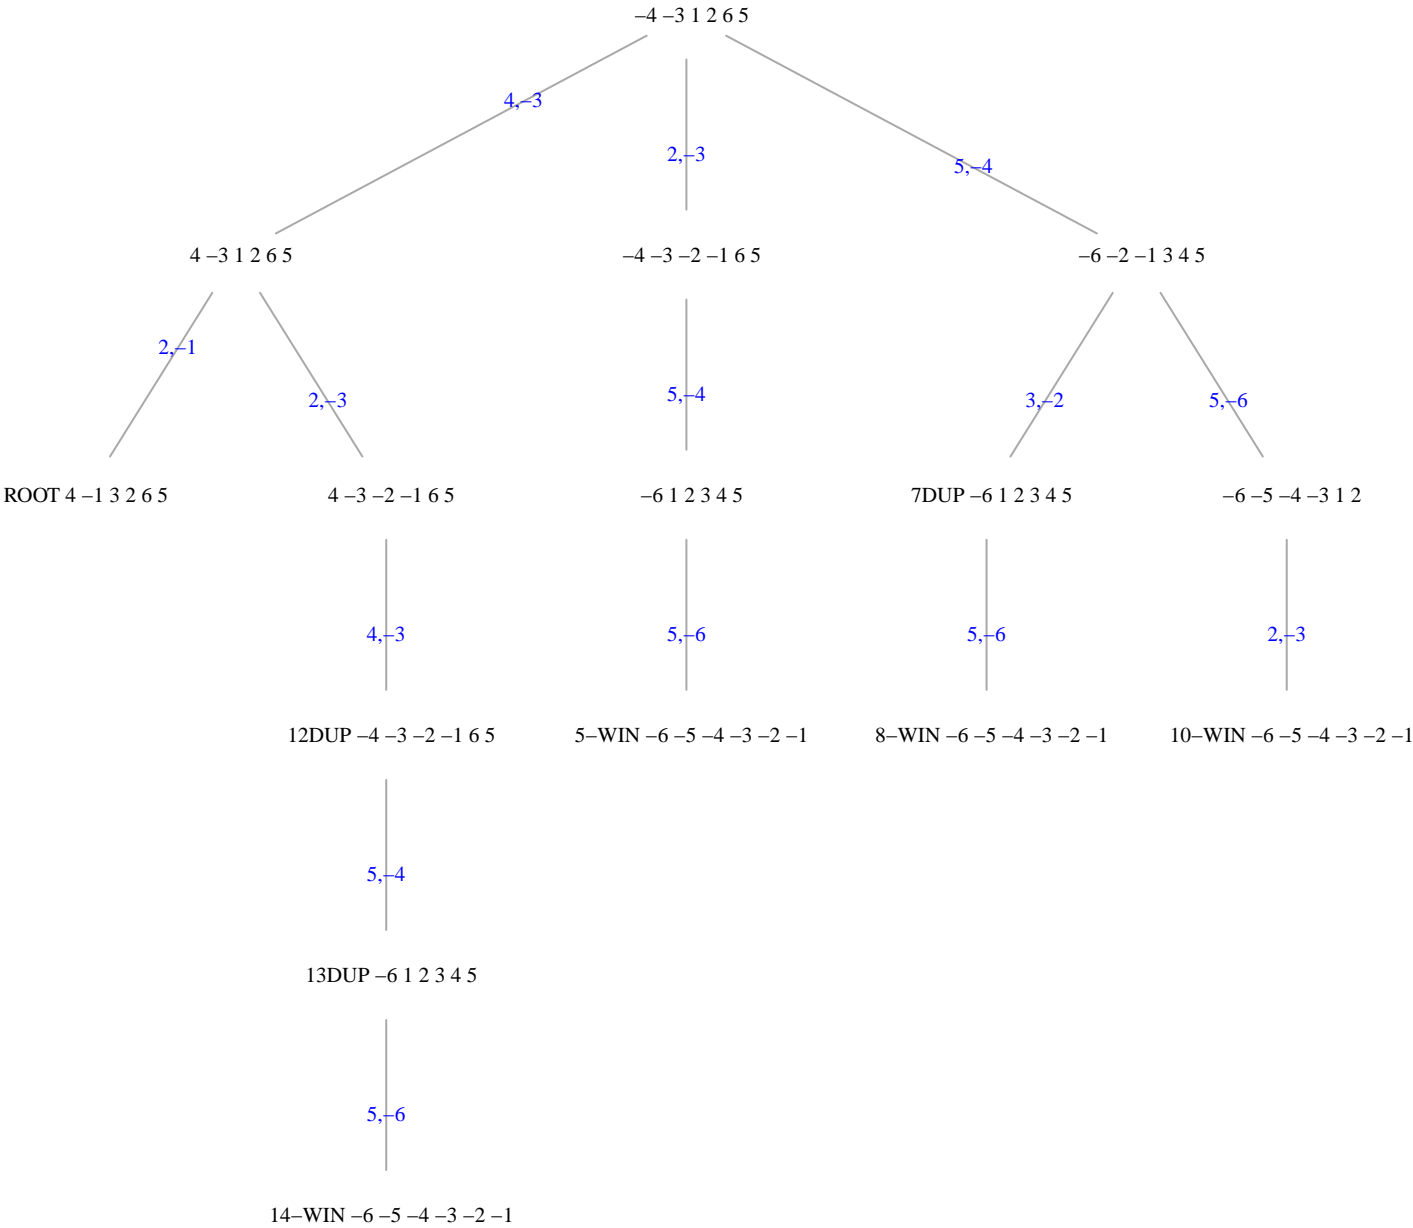 −4 −3 1 2 6 5
4,−3
2,−3
5,−4
4 −3 1 2 6 5
−4 −3 −2 −1 6 5
−6 −2 −1 3 4 5
2,−1
2,−3
5,−4
3,−2
5,−6
ROOT 4 −1 3 2 6 5
4 −3 −2 −1 6 5
−6 1 2 3 4 5
7DUP −6 1 2 3 4 5
−6 −5 −4 −3 1 2
4,−3
5,−6
5,−6
2,−3
12DUP −4 −3 −2 −1 6 5
5−WIN −6 −5 −4 −3 −2 −1
8−WIN −6 −5 −4 −3 −2 −1
10−WIN −6 −5 −4 −3 −2 −1
5,−4
13DUP −6 1 2 3 4 5
5,−6
14−WIN −6 −5 −4 −3 −2 −1